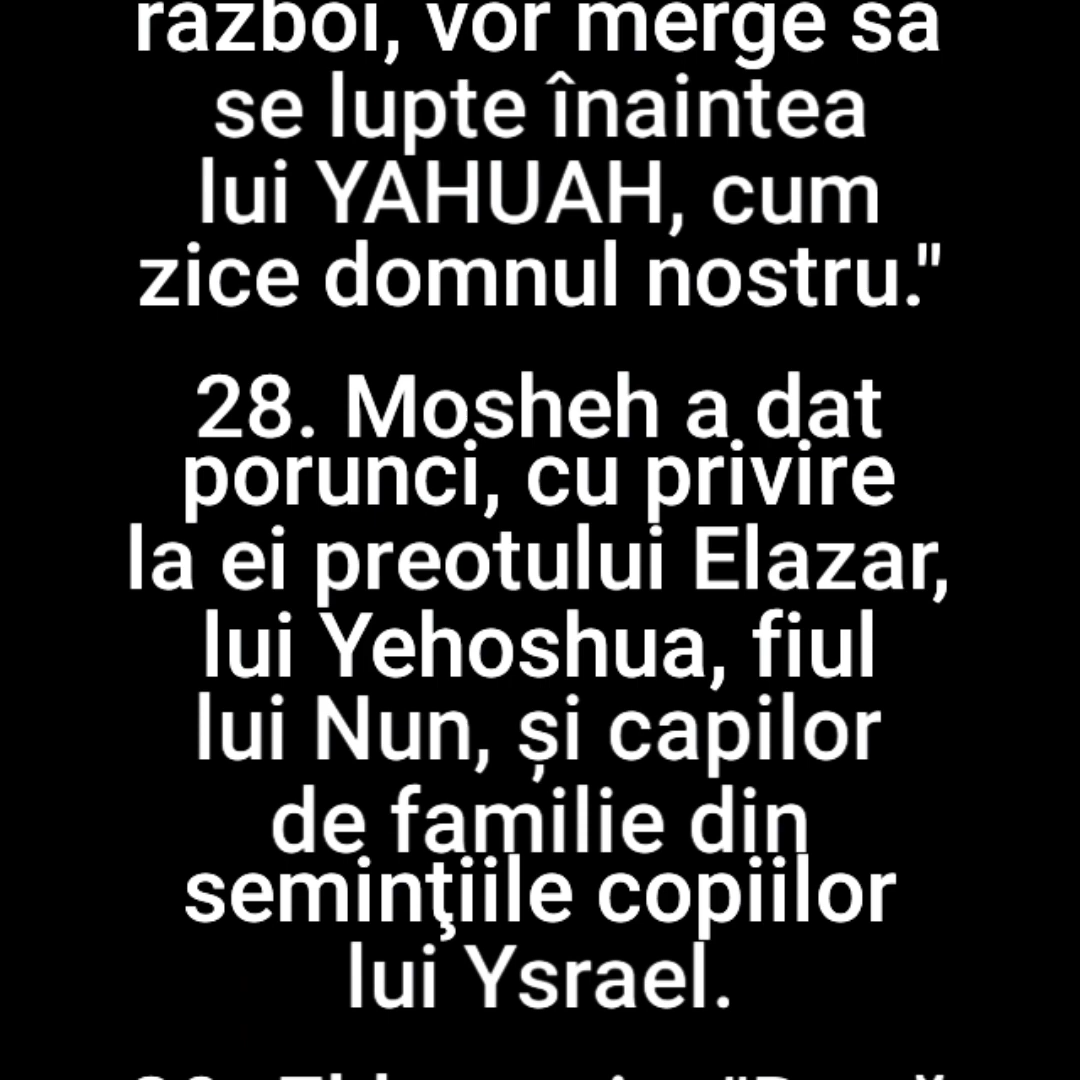 război, vor merge să
se lupte înaintea
lui YAHUAH, cum
zice domnul nostru."
28. Mosheh a dat
porunci, cu privire
la ei preotului Elazar,
lui Yehoshua, fiul
lui Nun, și capilor
de familie din
seminţiile copiilor
lui Ysrael.